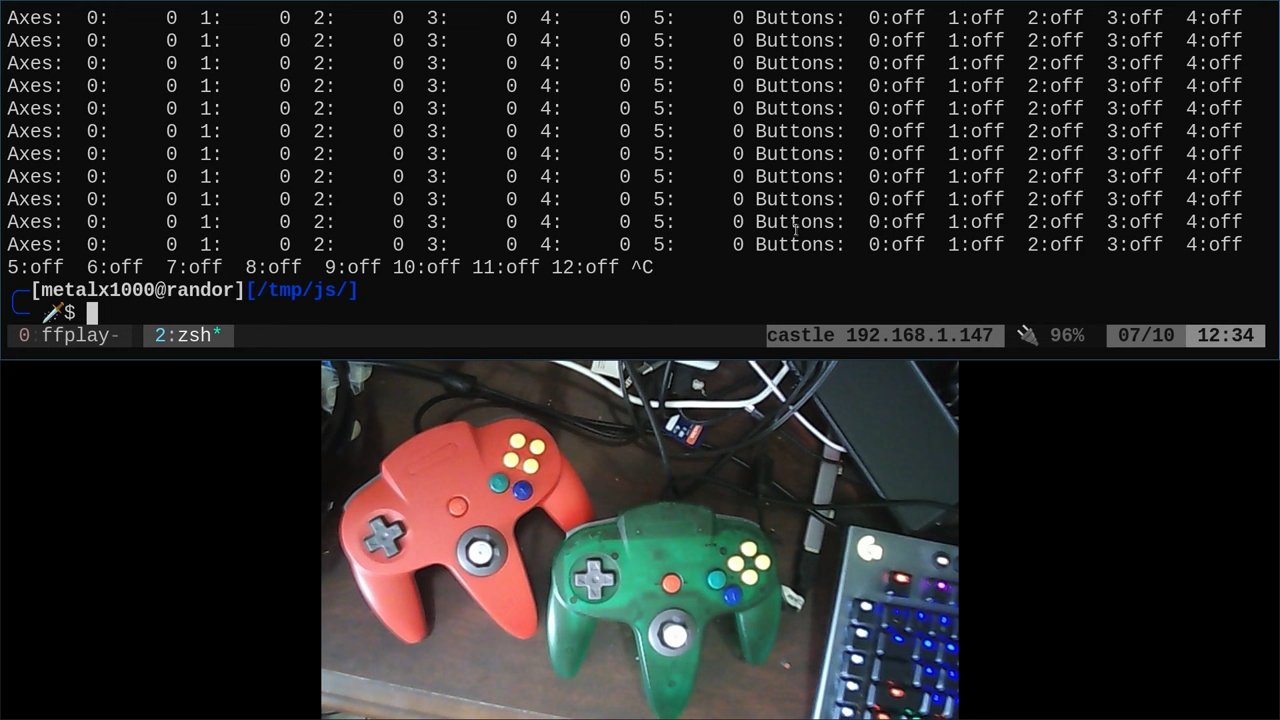 Axes:  0:     0  1:     0  2:     0  3:     0  4:     0  5:     0 Buttons:  0:off  1:off  2:off  3:off  4:off
Axes:  0:     0  1:     0  2:     0  3:     0  4:     0  5:     0 Buttons:  0:off  1:off  2:off  3:off  4:off
Axes:  0:     0  1:     0  2:     0  3:     0  4:     0  5:     0 Buttons:  0:off  1:off  2:off  3:off  4:off
Axes:  0:     0  1:     0  2:     0  3:     0  4:     0  5:     0 Buttons:  0:off  1:off  2:off  3:off  4:off
Axes:  0:     0  1:     0  2:     0  3:     0  4:     0  5:     0 Buttons:  0:off  1:off  2:off  3:off  4:off
Axes:  0:     0  1:     0  2:     0  3:     0  4:     0  5:     0 Buttons:  0:off  1:off  2:off  3:off  4:off
Axes:  0:     0  1:     0  2:     0  3:     0  4:     0  5:     0 Buttons:  0:off  1:off  2:off  3:off  4:off
Axes:  0:     0  1:     0  2:     0  3:     0  4:     0  5:     0 Buttons:  0:off  1:off  2:off  3:off  4:off
Axes:  0:     0  1:     0  2:     0  3:     0  4:     0  5:     0 Buttons:  0:off  1:off  2:off  3:off  4:off
Axes:  0:     0  1:     0  2:     0  3:     0  4:     0  5:     0 Buttons:  0:off  1:off  2:off  3:off  4:off
Axes:  0:     0  1:     0  2:     0  3:     0  4:     0  5:     0 Buttons:  0:off  1:off  2:off  3:off  4:off
5:off  6:off  7:off  8:off  9:off 10:off 11:off 12:off ^C
[metalx1000@randor][/tmp/js/]
$
0:ffplay- 2:zsh* castle 192.168.1.147 96% 07/10 12:34